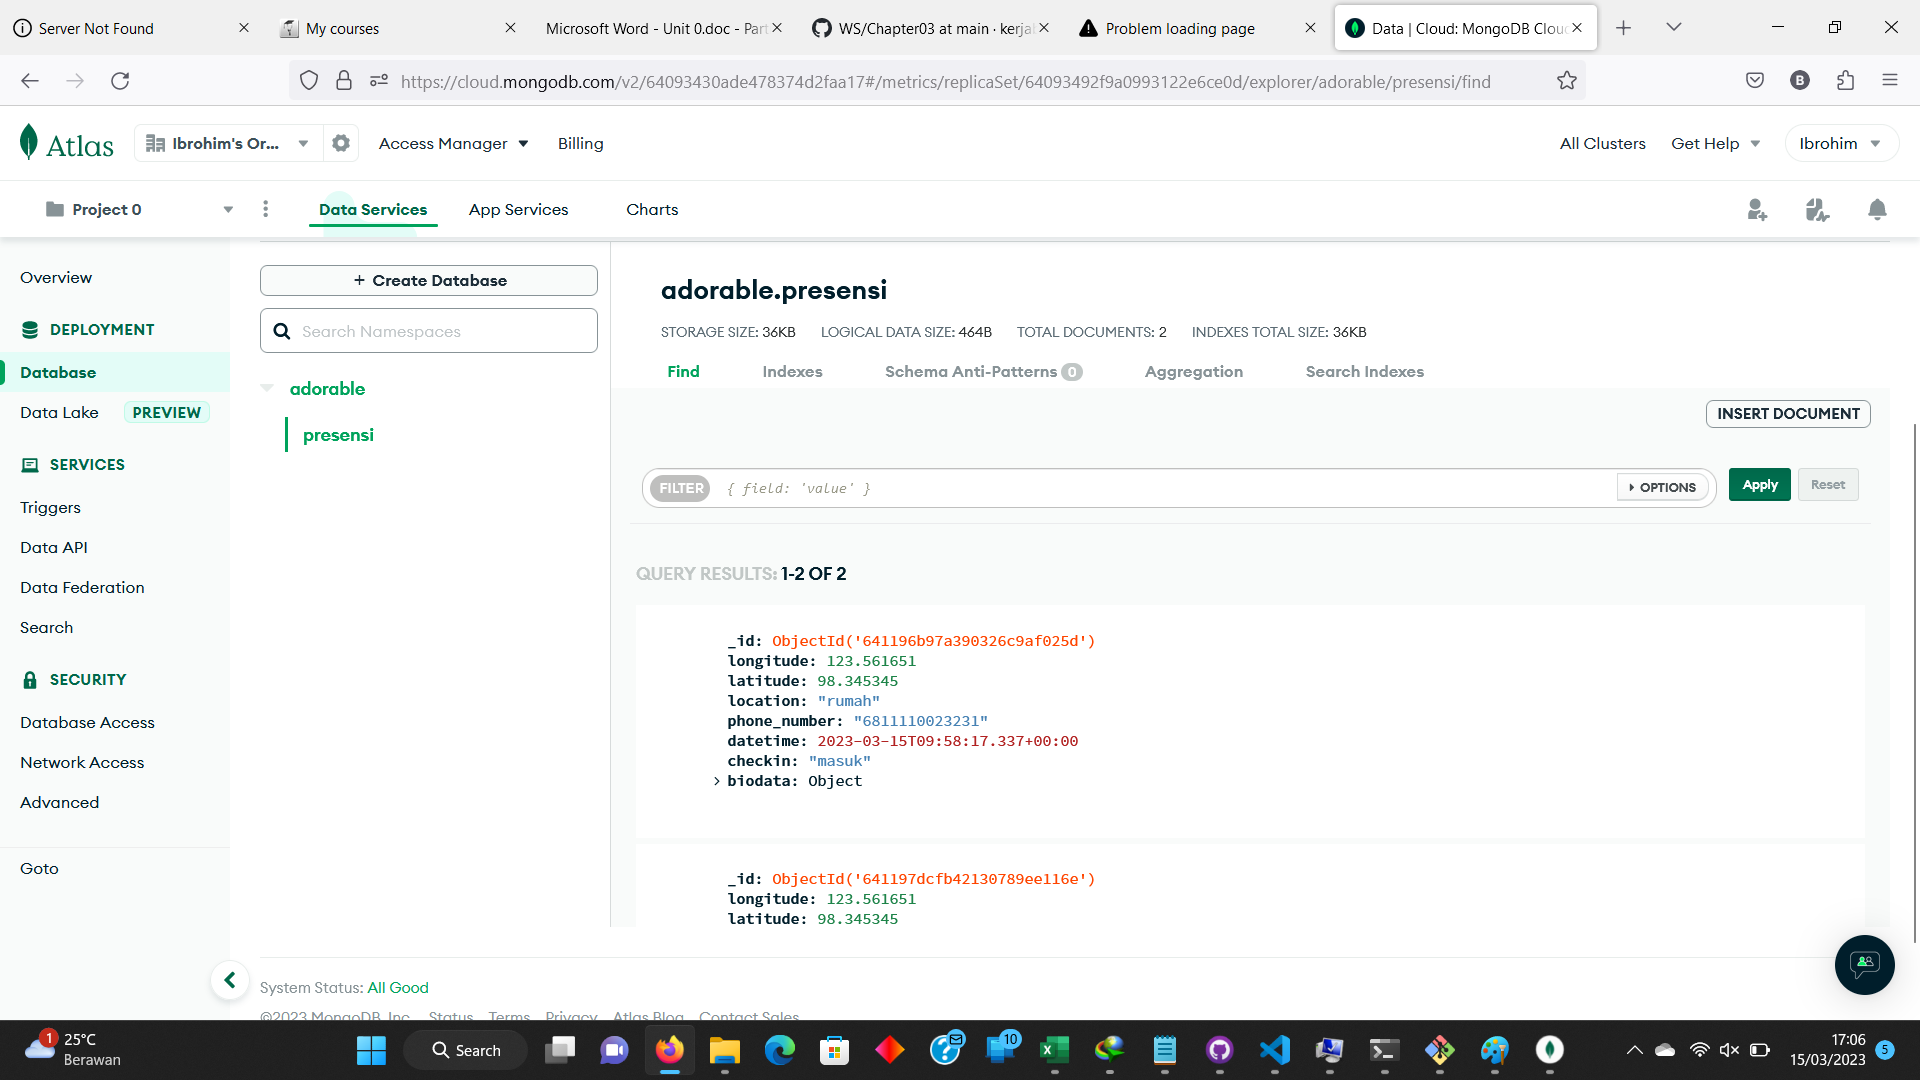 Server Not Found
My courses
Microsoft Word - Unit 0.doc - Part
WS/Chapter03 at main · kerja
Problem loading page
Data | Cloud: MongoDB Clou
https://cloud.mongodb.com/v2/64093430ade478374d2faa17#/metrics/replicaSet/64093492f9a0993122e6ce0d/explorer/adorable/presensi/find
B
Atlas
Ibrohim's Or...
Access Manager
Billing
All Clusters
Get Help
Ibrohim
Project 0
Data Services
App Services
Charts
Overview
DEPLOYMENT
Database
Data Lake PREVIEW
SERVICES
Triggers
Data API
Data Federation
Search
SECURITY
Database Access
Network Access
Advanced
Goto
+ Create Database
Search Namespaces
adorable
presensi
adorable.presensi
STORAGE SIZE: 36KB LOGICAL DATA SIZE: 464B TOTAL DOCUMENTS: 2 INDEXES TOTAL SIZE: 36KB
Find
Indexes
Schema Anti-Patterns 0
Aggregation
Search Indexes
INSERT DOCUMENT
FILTER { field: 'value' }
OPTIONS
Apply
Reset
QUERY RESULTS: 1-2 OF 2
_id: ObjectId('641196b97a390326c9af025d')
longitude: 123.561651
latitude: 98.345345
location: "rumah"
phone_number: "6811110023231"
datetime: 2023-03-15T09:58:17.337+00:00
checkin: "masuk"
biodata: Object
_id: ObjectId('641197dcfb42130789ee116e')
longitude: 123.561651
latitude: 98.345345
System Status: All Good
©2023 MongoDB, Inc. Status Terms Privacy Atlas Blog Contact Sales
1
25°C
Berawan
Search
10
17:06
15/03/2023
5